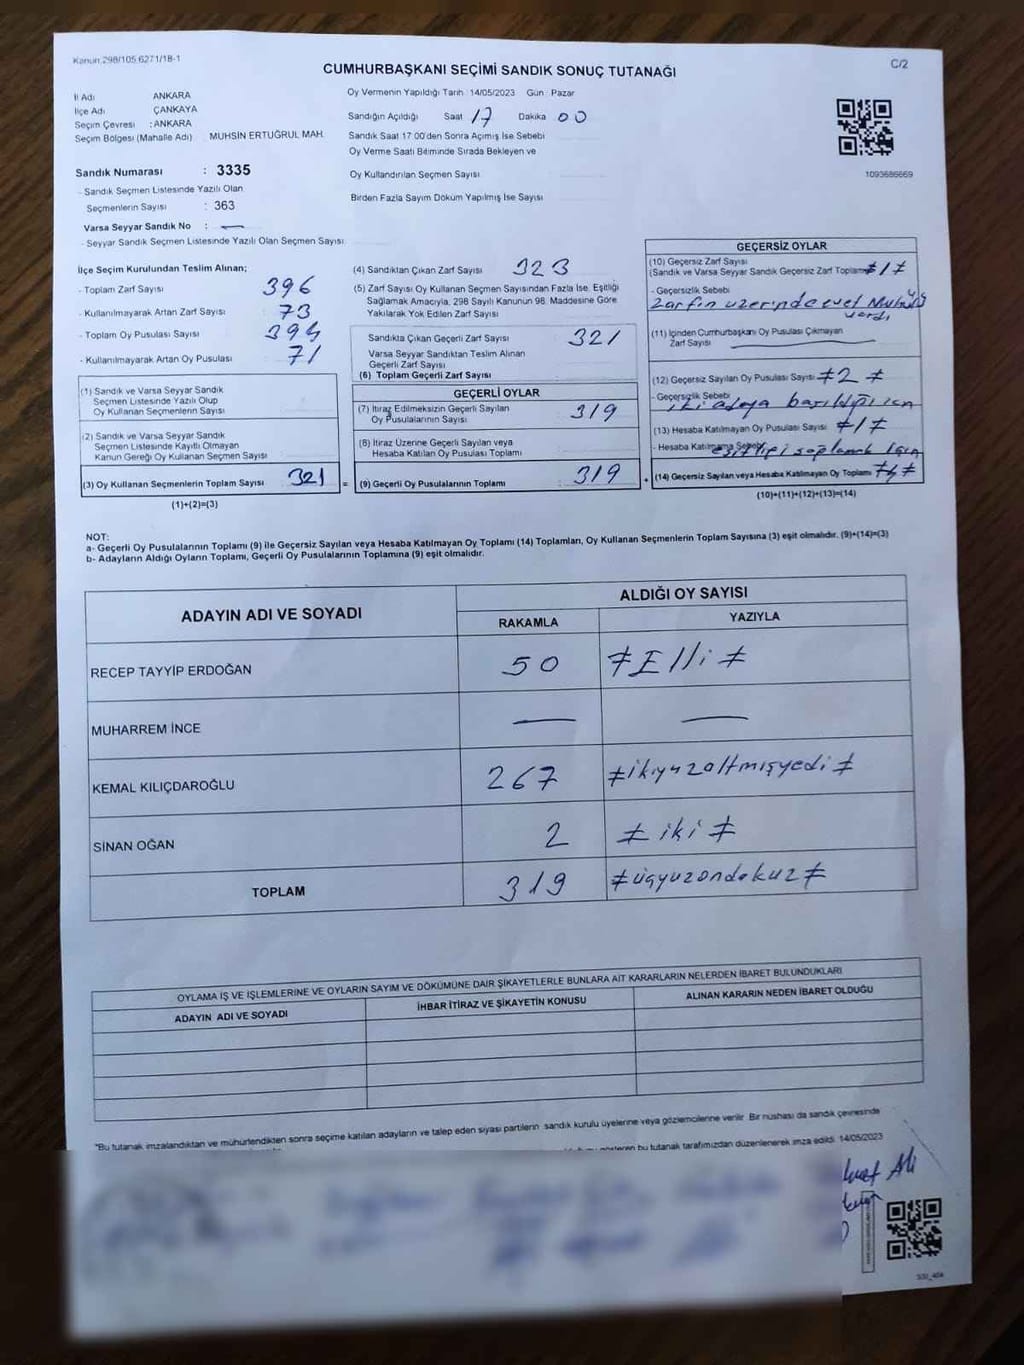 Kanun:298/105 6271/18-1
C/2
CUMHURBAŞKANI SEÇİMİ SANDIK SONUÇ TUTANAĞI
İl Adı ANKARA
İlçe Adı ÇANKAYA
Seçim Çevresi : ANKARA
Seçim Bölgesi (Mahalle Adı) MUHSİN ERTUĞRUL MAH.
Sandık Numarası : 3335
- Sandık Seçmen Listesinde Yazılı Olan
Seçmenlerin Sayısı : 363
Varsa Seyyar Sandık No : —
- Seyyar Sandık Seçmen Listesinde Yazılı Olan Seçmen Sayısı:
Oy Vermenin Yapıldığı Tarih : 14/05/2023 Gün : Pazar
Sandığın Açıldığı Saat 17 Dakika 00
Sandık Saat 17:00'den Sonra Açımış İse Sebebi
Oy Verme Saati Bitiminde Sırada Bekleyen ve
Oy Kullandırılan Seçmen Sayısı
Birden Fazla Sayım Döküm Yapılmış İse Sayısı
1093686669
İlçe Seçim Kurulundan Teslim Alınan;
- Toplam Zarf Sayısı 396
- Kullanılmayarak Artan Zarf Sayısı 73
- Toplam Oy Pusulası Sayısı 394
- Kullanılmayarak Artan Oy Pusulası 71
(1) Sandık ve Varsa Seyyar Sandık
Seçmen Listesinde Yazılı Olup
Oy Kullanan Seçmenlerin Sayısı
(2) Sandık ve Varsa Seyyar Sandık
Seçmen Listesinde Kayıtlı Olmayan
Kanun Gereği Oy Kullanan Seçmen Sayısı
(3) Oy Kullanan Seçmenlerin Toplam Sayısı 321 =
(1)+(2)=(3)
(4) Sandıktan Çıkan Zarf Sayısı 323
(5) Zarf Sayısı Oy Kullanan Seçmen Sayısından Fazla İse, Eşitliği
Sağlamak Amacıyla, 298 Sayılı Kanunun 98. Maddesine Göre
Yakılarak Yok Edilen Zarf Sayısı
Sandıkta Çıkan Geçerli Zarf Sayısı 321
Varsa Seyyar Sandıktan Teslim Alınan
Geçerli Zarf Sayısı
(6) Toplam Geçerli Zarf Sayısı
GEÇERLİ OYLAR
(7) İtiraz Edilmeksizin Geçerli Sayılan
Oy Pusulalarının Sayısı 319
(8) İtiraz Üzerine Geçerli Sayılan veya
Hesaba Katılan Oy Pusulası Toplamı
(9) Geçerli Oy Pusulalarının Toplamı 319 +
GEÇERSİZ OYLAR
(10) Geçersiz Zarf Sayısı
(Sandık ve Varsa Seyyar Sandık Geçersiz Zarf Toplamı) ≠1≠
- Geçersizlik Sebebi
Zarfın üzerinde evet Mührü
vardı
(11) İçinden Cumhurbaşkanı Oy Pusulası Çıkmayan
Zarf Sayısı —
(12) Geçersiz Sayılan Oy Pusulası Sayısı ≠2≠
- Geçersizlik Sebebi
iki adaya basıldığı için
(13) Hesaba Katılmayan Oy Pusulası Sayısı ≠1≠
- Hesaba Katılmama Sebebi eşitliği sağlamak için
(14) Geçersiz Sayılan veya Hesaba Katılmayan Oy Toplamı ≠4≠
(10)+(11)+(12)+(13)=(14)
NOT:
a- Geçerli Oy Pusulalarının Toplamı (9) ile Geçersiz Sayılan veya Hesaba Katılmayan Oy Toplamı (14) Toplamları, Oy Kullanan Seçmenlerin Toplam Sayısına (3) eşit olmalıdır. (9)+(14)=(3)
b- Adayların Aldığı Oyların Toplamı, Geçerli Oy Pusulalarının Toplamına (9) eşit olmalıdır.
ADAYIN ADI VE SOYADI ALDIĞI OY SAYISI
RAKAMLA YAZIYLA
RECEP TAYYİP ERDOĞAN 50 ≠Elli≠
MUHARREM İNCE — —
KEMAL KILIÇDAROĞLU 267 ≠ikiyüzaltmışyedi≠
SİNAN OĞAN 2 ≠iki≠
TOPLAM 319 ≠üçyüzondokuz≠
OYLAMA İŞ VE İŞLEMLERİNE VE OYLARIN SAYIM VE DÖKÜMÜNE DAİR ŞİKAYETLERLE BUNLARA AİT KARARLARIN NELERDEN İBARET BULUNDUKLARI
ADAYIN ADI VE SOYADI İHBAR İTİRAZ VE ŞİKAYETİN KONUSU ALINAN KARARIN NEDEN İBARET OLDUĞU
*Bu tutanak imzalandıktan ve mühürlendikten sonra seçime katılan adayların ve talep eden siyasi partilerin sandık kurulu üyelerine veya gözlemcilerine verilir. Bir nüshası da sandık çevresinde
gösteren bu tutanak tarafımızdan düzenlenerek imza edildi. 14/05/2023
Ali